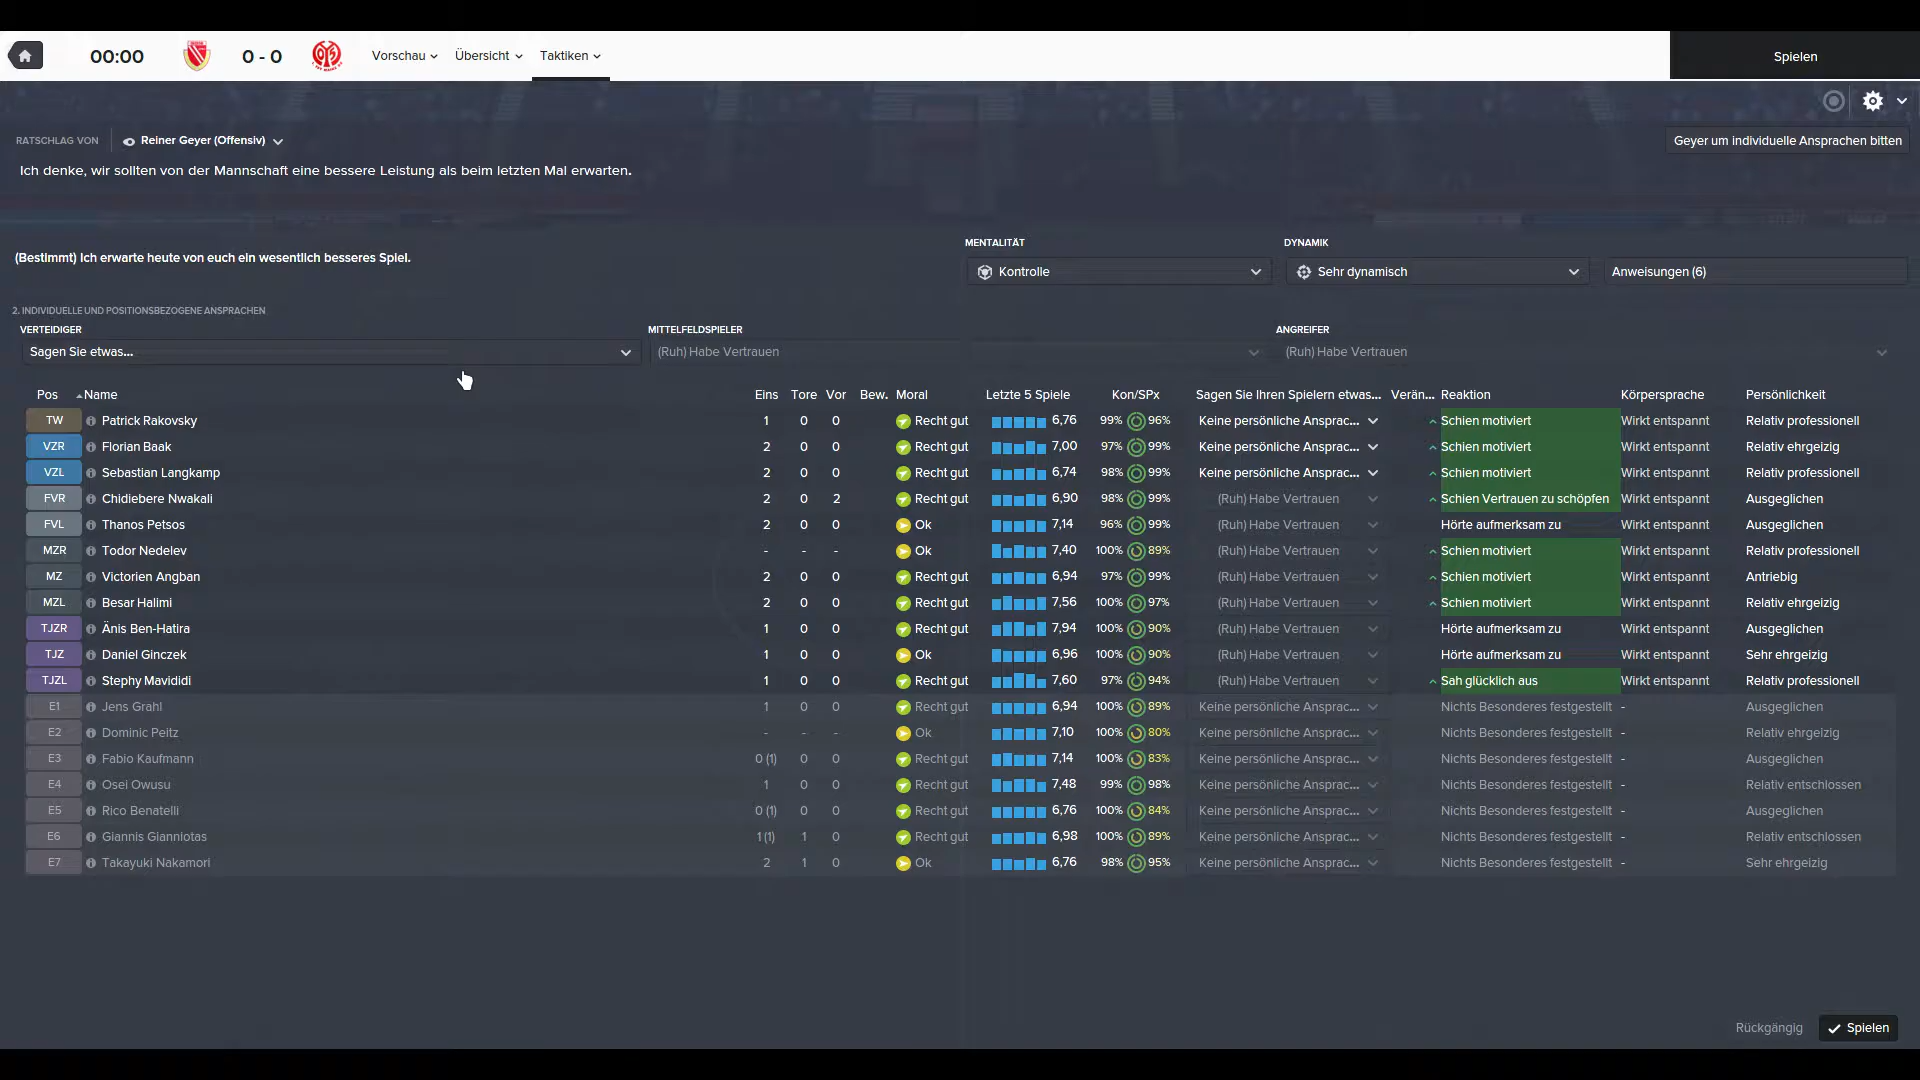 00:00 0 - 0 Vorschau Übersicht Taktiken Spielen
RATSCHLAG VON Reiner Geyer (Offensiv) Geyer um individuelle Ansprachen bitten
Ich denke, wir sollten von der Mannschaft eine bessere Leistung als beim letzten Mal erwarten.
MENTALITÄT DYNAMIK
(Bestimmt) Ich erwarte heute von euch ein wesentlich besseres Spiel.
Kontrolle Sehr dynamisch Anweisungen (6)
2. INDIVIDUELLE UND POSITIONSBEZOGENE ANSPRACHEN
VERTEIDIGER MITTELFELDSPIELER ANGREIFER
Sagen Sie etwas... (Ruh) Habe Vertrauen (Ruh) Habe Vertrauen
Pos Name Eins Tore Vor Bew. Moral Letzte 5 Spiele Kon/SPx Sagen Sie Ihren Spielern etwas... Verän... Reaktion Körpersprache Persönlichkeit
TW Patrick Rakovsky 1 0 0 Recht gut 6,76 99% 96% Keine persönliche Ansprac... Schien motiviert Wirkt entspannt Relativ professionell
VZR Florian Baak 2 0 0 Recht gut 7,00 97% 99% Keine persönliche Ansprac... Schien motiviert Wirkt entspannt Relativ ehrgeizig
VZL Sebastian Langkamp 2 0 0 Recht gut 6,74 98% 99% Keine persönliche Ansprac... Schien motiviert Wirkt entspannt Relativ professionell
FVR Chidiebere Nwakali 2 0 2 Recht gut 6,90 98% 99% (Ruh) Habe Vertrauen Schien Vertrauen zu schöpfen Wirkt entspannt Ausgeglichen
FVL Thanos Petsos 2 0 0 Ok 7,14 96% 99% (Ruh) Habe Vertrauen Hörte aufmerksam zu Wirkt entspannt Ausgeglichen
MZR Todor Nedelev - - - Ok 7,40 100% 89% (Ruh) Habe Vertrauen Schien motiviert Wirkt entspannt Relativ professionell
MZ Victorien Angban 2 0 0 Recht gut 6,94 97% 99% (Ruh) Habe Vertrauen Schien motiviert Wirkt entspannt Antriebig
MZL Besar Halimi 2 0 0 Recht gut 7,56 100% 97% (Ruh) Habe Vertrauen Schien motiviert Wirkt entspannt Relativ ehrgeizig
TJZR Änis Ben-Hatira 1 0 0 Recht gut 7,94 100% 90% (Ruh) Habe Vertrauen Hörte aufmerksam zu Wirkt entspannt Ausgeglichen
TJZ Daniel Ginczek 1 0 0 Ok 6,96 100% 90% (Ruh) Habe Vertrauen Hörte aufmerksam zu Wirkt entspannt Sehr ehrgeizig
TJZL Stephy Mavididi 1 0 0 Recht gut 7,60 97% 94% (Ruh) Habe Vertrauen Sah glücklich aus Wirkt entspannt Relativ professionell
E1 Jens Grahl 1 0 0 Recht gut 6,94 100% 89% Keine persönliche Ansprac... Nichts Besonderes festgestellt - Ausgeglichen
E2 Dominic Peitz - - - Ok 7,10 100% 80% Keine persönliche Ansprac... Nichts Besonderes festgestellt - Relativ ehrgeizig
E3 Fabio Kaufmann 0 (1) 0 0 Recht gut 7,14 100% 83% Keine persönliche Ansprac... Nichts Besonderes festgestellt - Ausgeglichen
E4 Osei Owusu 1 0 0 Recht gut 7,48 99% 98% Keine persönliche Ansprac... Nichts Besonderes festgestellt - Relativ entschlossen
E5 Rico Benatelli 0 (1) 0 0 Recht gut 6,76 100% 84% Keine persönliche Ansprac... Nichts Besonderes festgestellt - Ausgeglichen
E6 Giannis Gianniotas 1 (1) 1 0 Recht gut 6,98 100% 89% Keine persönliche Ansprac... Nichts Besonderes festgestellt - Relativ entschlossen
E7 Takayuki Nakamori 2 1 0 Ok 6,76 98% 95% Keine persönliche Ansprac... Nichts Besonderes festgestellt - Sehr ehrgeizig
Rückgängig Spielen